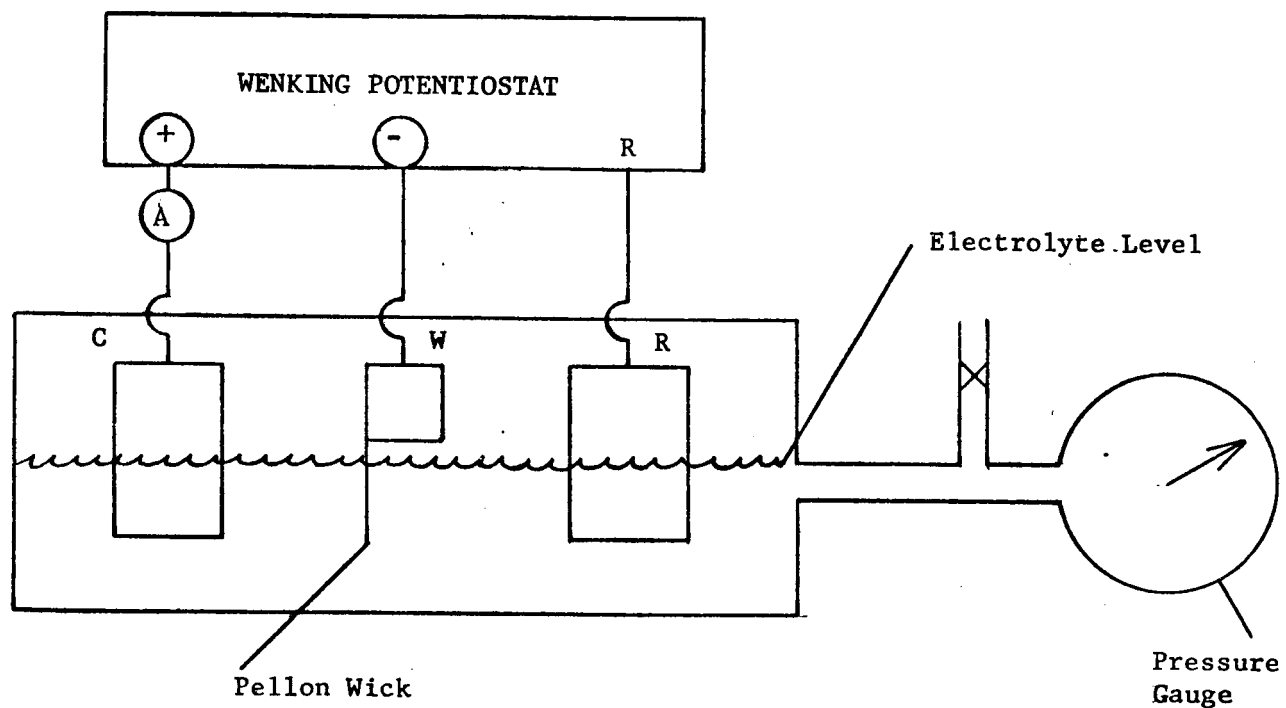 WENKING POTENTIOSTAT
+
-
R
A
Electrolyte Level
C
W
R
Pellon Wick
Pressure
Gauge